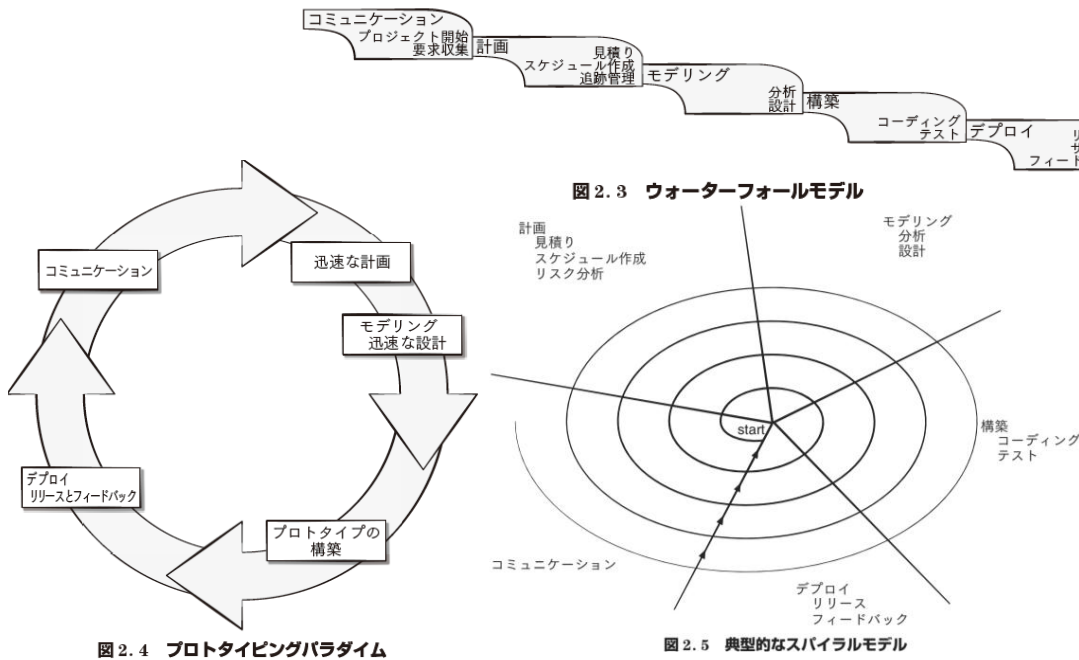 コミュニケーション
プロジェクト開始
要求収集
計画
見積り
スケジュール作成
追跡管理
モデリング
分析
設計
構築
コーディング
テスト
デプロイ
リ
サ
フィード
図2.3 ウォーターフォールモデル
コミュニケーション
迅速な計画
モデリング
迅速な設計
プロトタイプの
構築
デプロイ
リリースとフィードバック
図2.4 プロトタイピングパラダイム
計画
見積り
スケジュール作成
リスク分析
モデリング
分析
設計
構築
コーディング
テスト
デプロイ
リリース
フィードバック
コミュニケーション
start
図2.5 典型的なスパイラルモデル